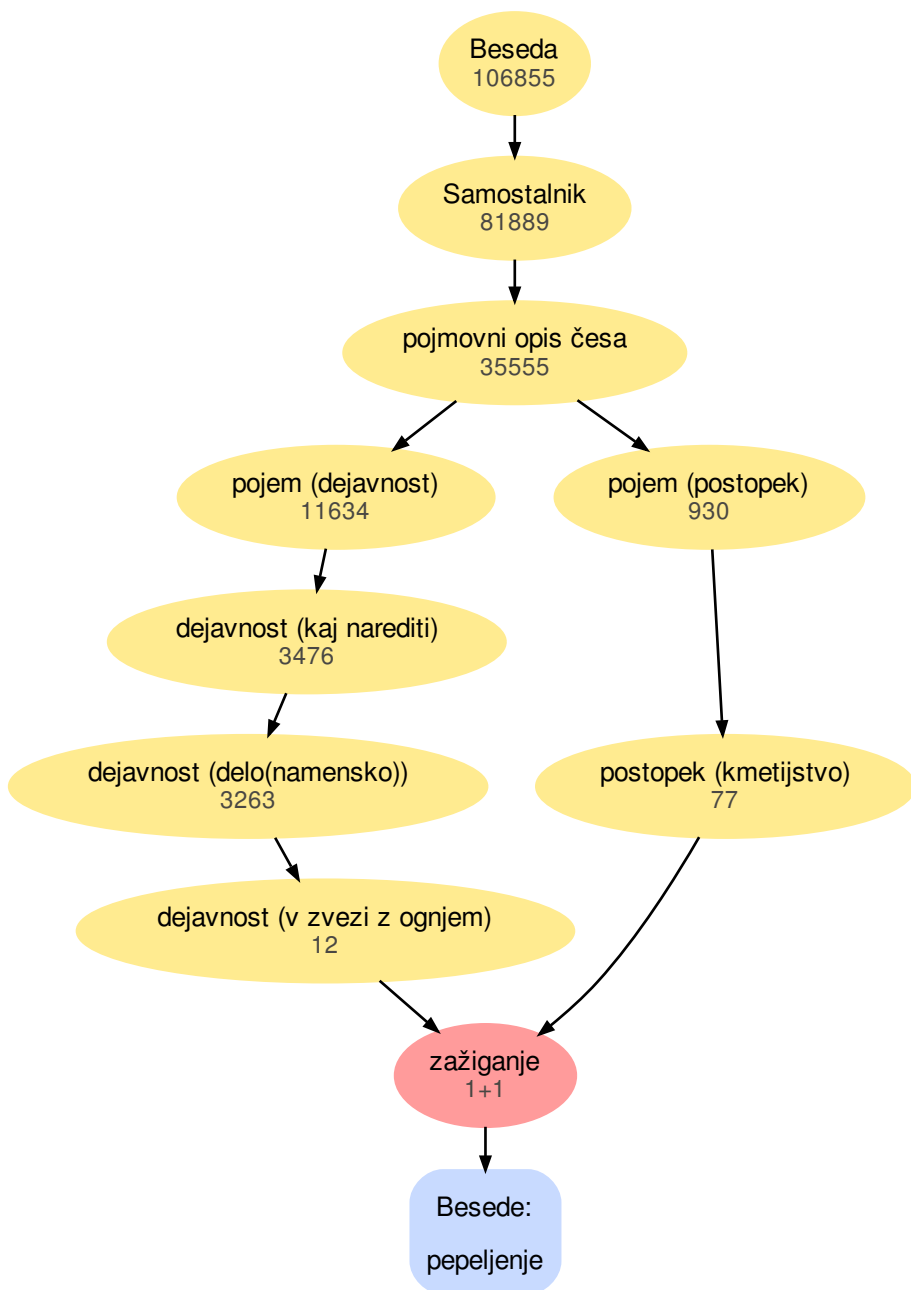 Beseda
106855
Samostalnik
81889
pojmovni opis česa
35555
pojem (dejavnost)
11634
pojem (postopek)
930
dejavnost (kaj narediti)
3476
dejavnost (delo(namensko))
3263
postopek (kmetijstvo)
77
dejavnost (v zvezi z ognjem)
12
zažiganje
1+1
Besede:
pepeljenje